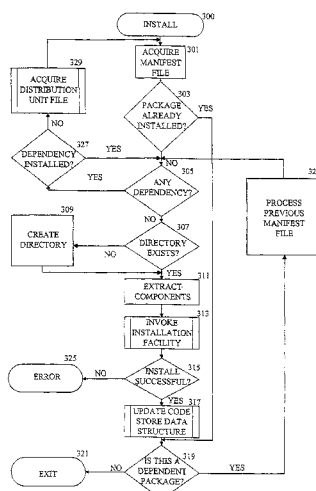 INSTALL
300
ACQUIRE
MANIFEST
FILE
301
329
ACQUIRE
DISTRIBUTION
UNIT FILE
303
PACKAGE
ALREADY
INSTALLED?
YES
NO
NO
327
DEPENDENCY
INSTALLED?
YES
YES
305
ANY
DEPENDENCY?
PROCESS
PREVIOUS
MANIFEST
FILE
NO
309
CREATE
DIRECTORY
307
DIRECTORY
EXISTS?
NO
YES
311
EXTRACT
COMPONENTS
313
INVOKE
INSTALLATION
FACILITY
325
ERROR
NO
315
INSTALL
SUCCESSFUL?
YES
317
UPDATE CODE
STORE DATA
STRUCTURE
321
EXIT
NO
319
IS THIS A
DEPENDENT
PACKAGE?
YES